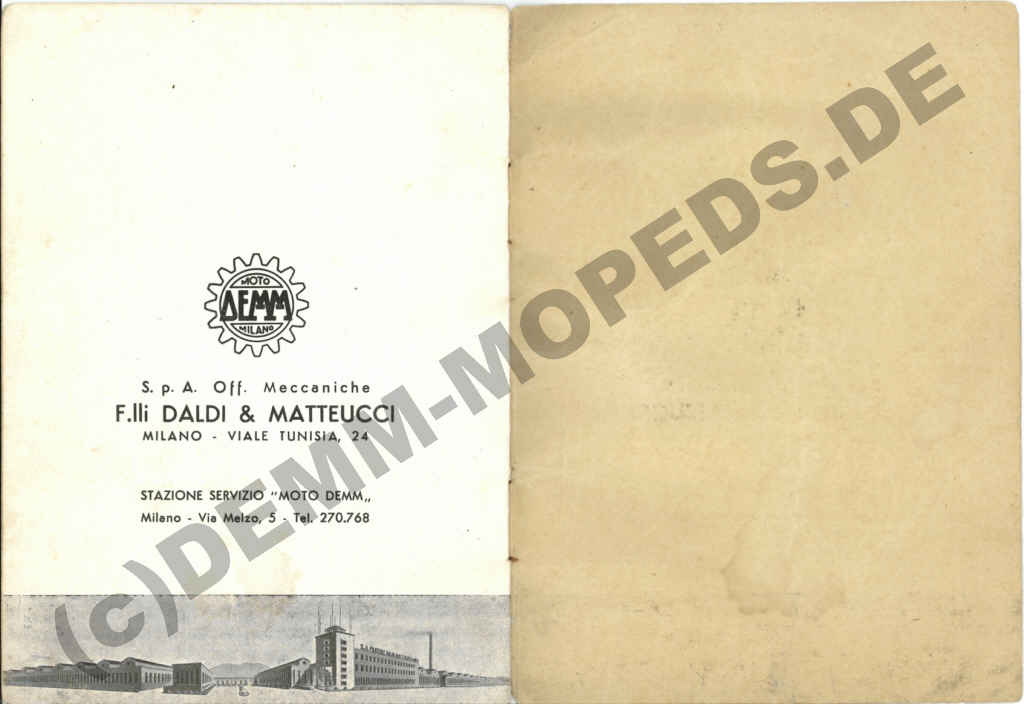 MOTO
DEMM
MILANO
S. p. A. Off. Meccaniche
F.lli DALDI & MATTEUCCI
MILANO - VIALE TUNISIA, 24
STAZIONE SERVIZIO "MOTO DEMM„
Milano - Via Melzo, 5 - Tel. 270.768
(c)DEMM-MOPEDS.DE